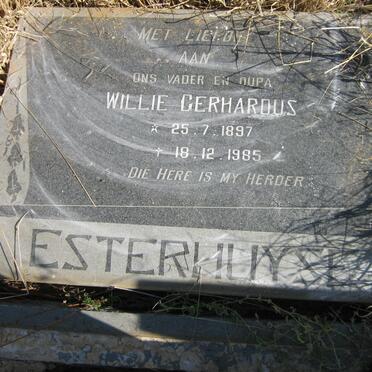 MET LIEFDE
AAN
ONS VADER EN OUPA
WILLIE GERHARDUS
* 25.7.1897
† 18.12.1985
DIE HERE IS MY HERDER
ESTERHUYSE